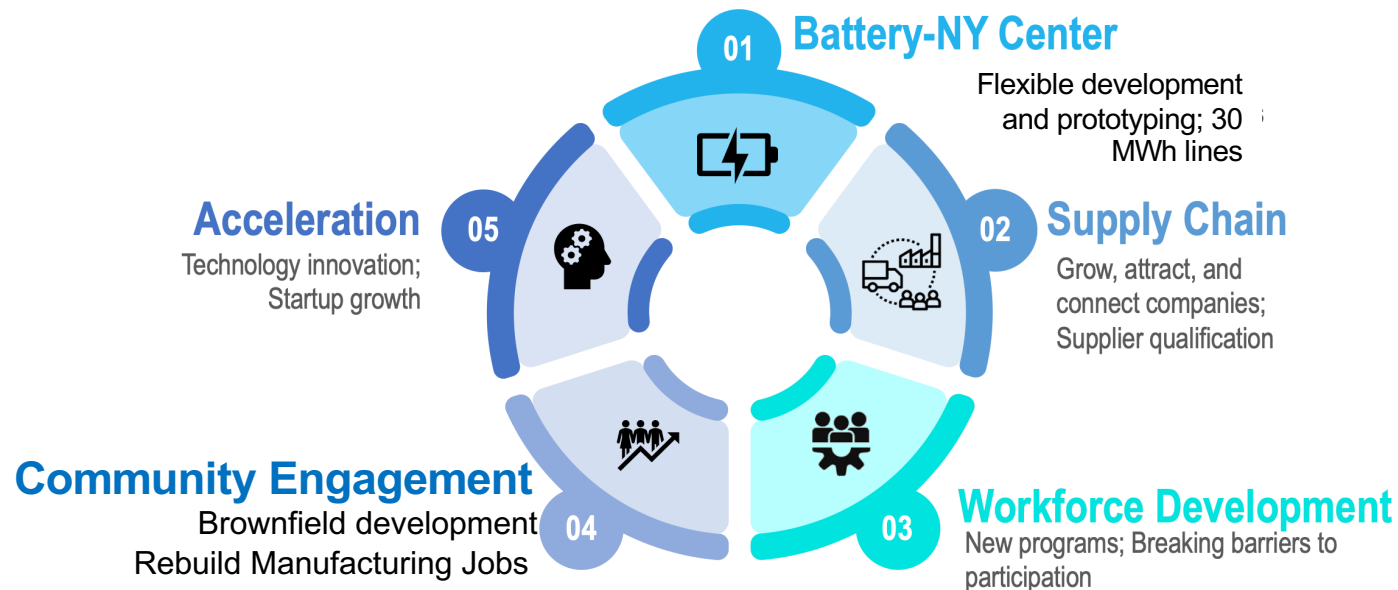 01
Battery-NY Center
Flexible development
and prototyping; 30
MWh lines
02
Supply Chain
Grow, attract, and
connect companies;
Supplier qualification
03
Workforce Development
New programs; Breaking barriers to
participation
04
Community Engagement
Brownfield development
Rebuild Manufacturing Jobs
05
Acceleration
Technology innovation;
Startup growth